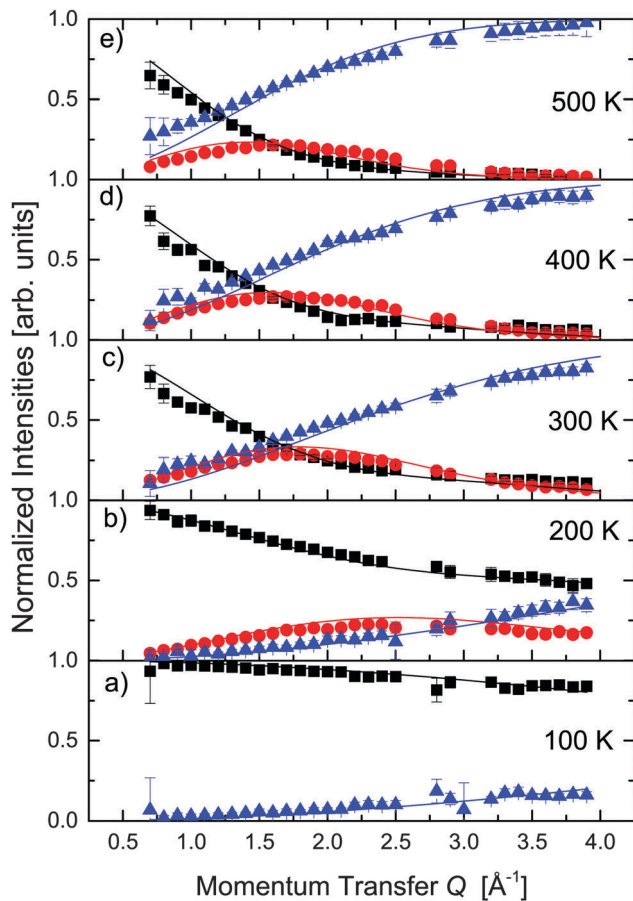 1.0
e)
500 K
0.5
1.0
d)
400 K
0.5
1.0
c)
300 K
0.5
1.0
b)
200 K
0.5
1.0
a)
100 K
0.5
0.0
0.5 1.0 1.5 2.0 2.5 3.0 3.5 4.0
Momentum Transfer Q [Å⁻¹]
Normalized Intensities [arb. units]